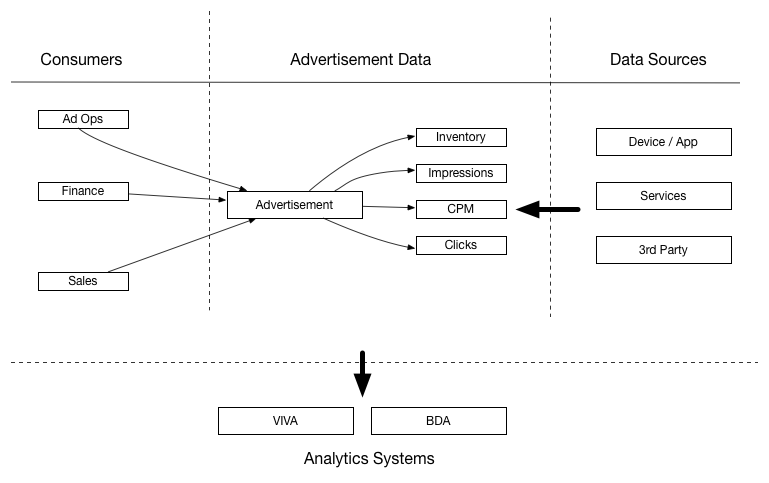 Consumers
Advertisement Data
Data Sources
Ad Ops
Finance
Sales
Advertisement
Inventory
Impressions
CPM
Clicks
Device / App
Services
3rd Party
VIVA
BDA
Analytics Systems